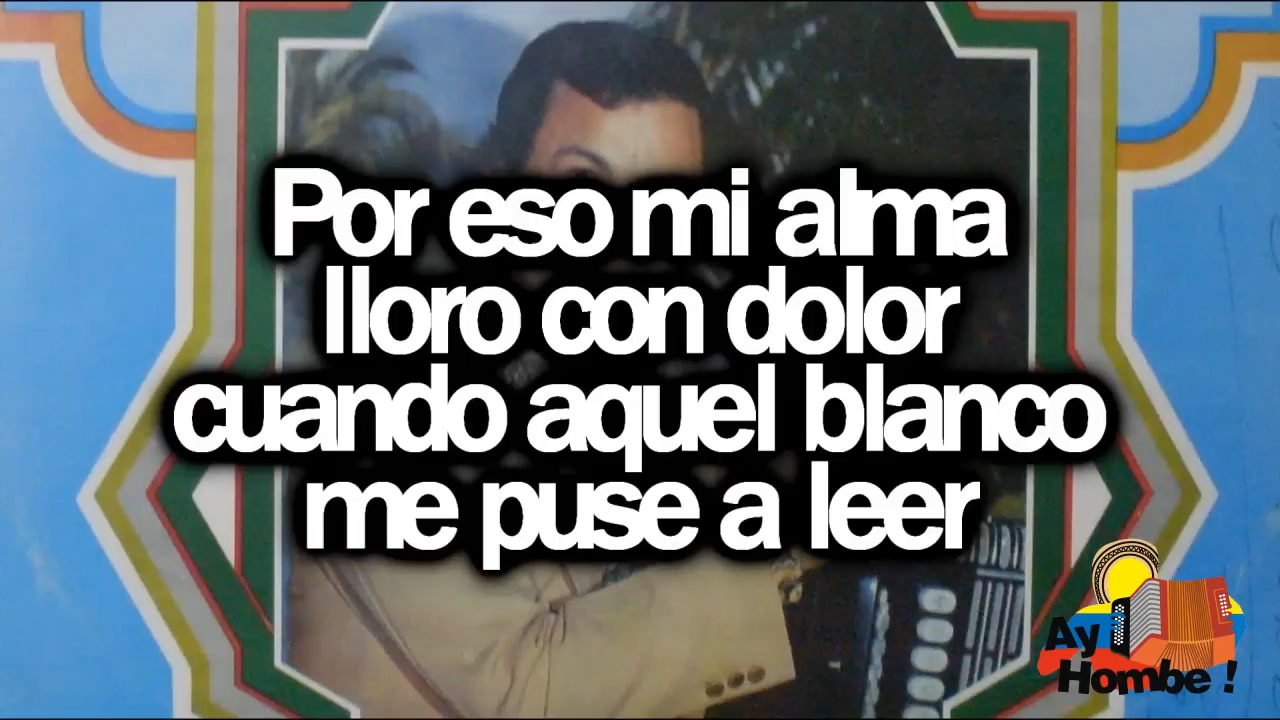 Por eso mi alma
lloro con dolor
cuando aquel blanco
me puse a leer
Ay
Hombe !